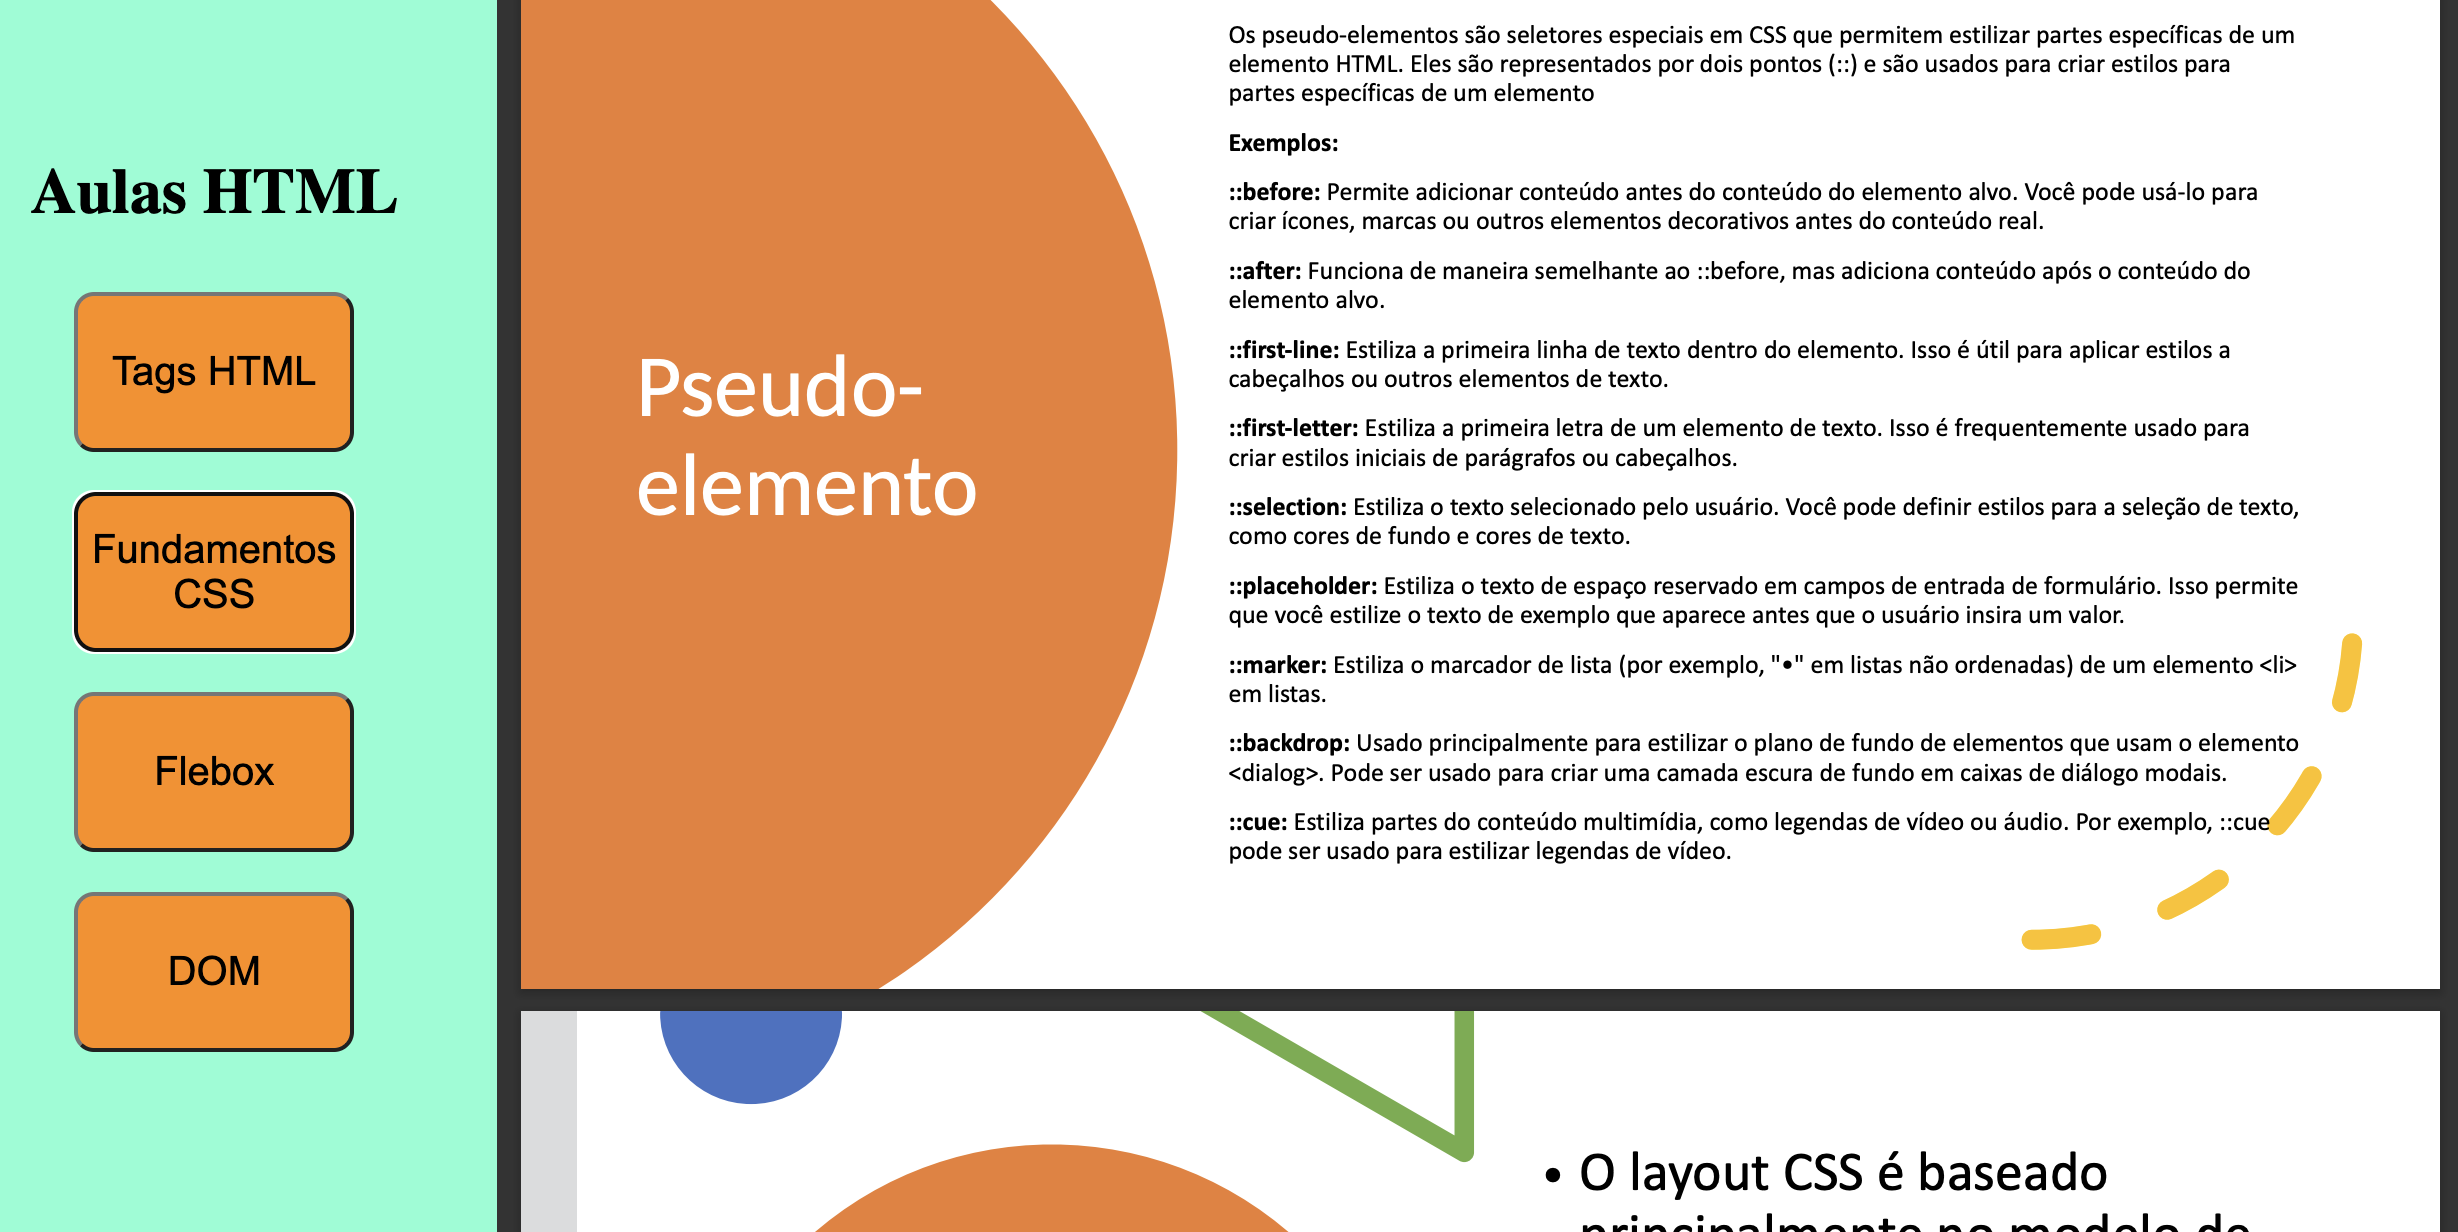 Aulas HTML
Tags HTML
Fundamentos
CSS
Flebox
DOM
Pseudo-
elemento
Os pseudo-elementos são seletores especiais em CSS que permitem estilizar partes específicas de um
elemento HTML. Eles são representados por dois pontos (::) e são usados para criar estilos para
partes específicas de um elemento
Exemplos:
::before: Permite adicionar conteúdo antes do conteúdo do elemento alvo. Você pode usá-lo para
criar ícones, marcas ou outros elementos decorativos antes do conteúdo real.
::after: Funciona de maneira semelhante ao ::before, mas adiciona conteúdo após o conteúdo do
elemento alvo.
::first-line: Estiliza a primeira linha de texto dentro do elemento. Isso é útil para aplicar estilos a
cabeçalhos ou outros elementos de texto.
::first-letter: Estiliza a primeira letra de um elemento de texto. Isso é frequentemente usado para
criar estilos iniciais de parágrafos ou cabeçalhos.
::selection: Estiliza o texto selecionado pelo usuário. Você pode definir estilos para a seleção de texto,
como cores de fundo e cores de texto.
::placeholder: Estiliza o texto de espaço reservado em campos de entrada de formulário. Isso permite
que você estilize o texto de exemplo que aparece antes que o usuário insira um valor.
::marker: Estiliza o marcador de lista (por exemplo, "•" em listas não ordenadas) de um elemento <li>
em listas.
::backdrop: Usado principalmente para estilizar o plano de fundo de elementos que usam o elemento
<dialog>. Pode ser usado para criar uma camada escura de fundo em caixas de diálogo modais.
::cue: Estiliza partes do conteúdo multimídia, como legendas de vídeo ou áudio. Por exemplo, ::cue
pode ser usado para estilizar legendas de vídeo.
• O layout CSS é baseado
principalmente no modelo de